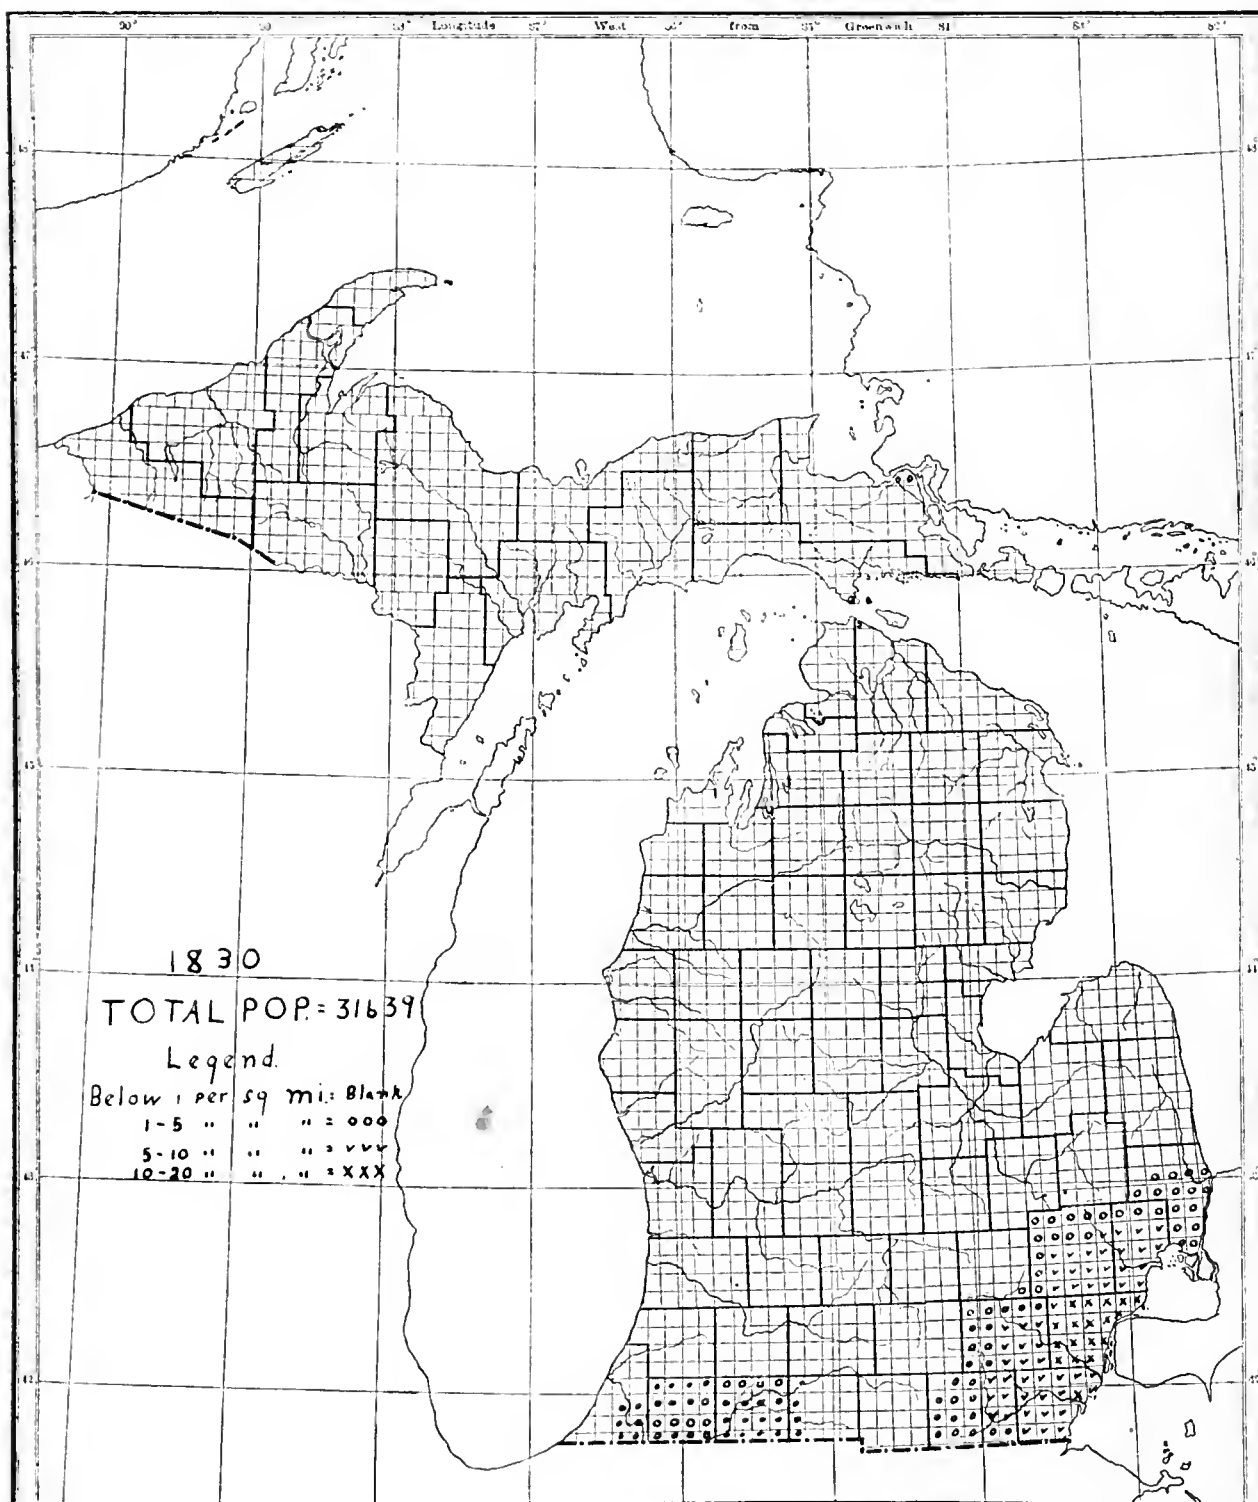 Longitude West from Greenwich
1830
TOTAL POP. = 31639
Legend.
Below 1 per sq mi.: Blank
1-5 " " " = ooo
5-10 " " " = vvv
10-20 " " " = XXX